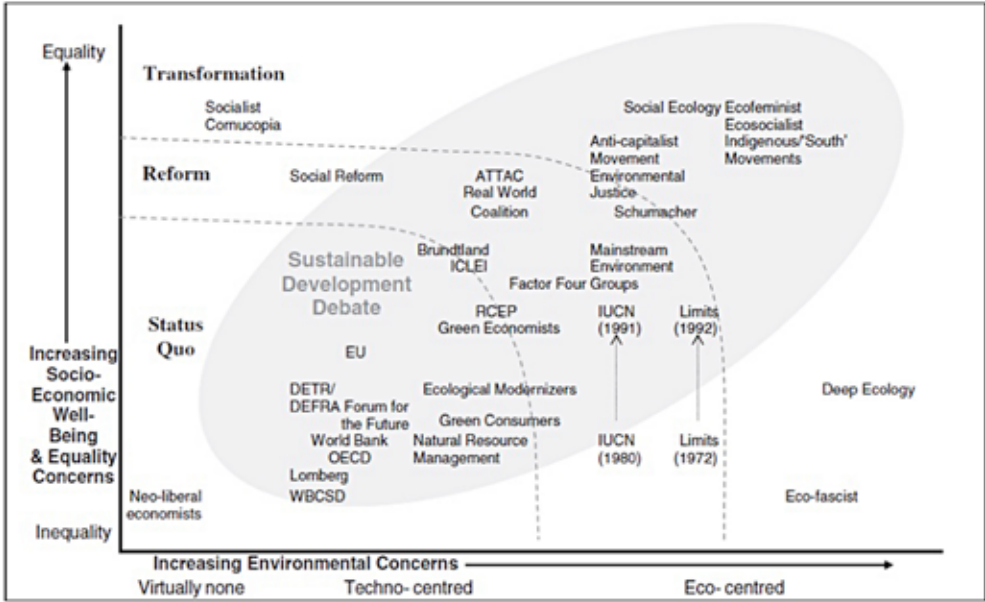 Equality
Transformation
Socialist
Cornucopia
Social Ecology Ecofeminist
Ecosocialist
Indigenous/'South'
Movements
Anti-capitalist
Movement
Environmental
Justice
Reform
Social Reform
ATTAC
Real World
Coalition
Schumacher
Sustainable
Development
Debate
Brundtland
ICLEI
Mainstream
Environment
Factor Four Groups
Status
Quo
RCEP
Green Economists
IUCN
(1991)
Limits
(1992)
EU
Increasing
Socio-
Economic
Well-
Being
& Equality
Concerns
DETR/
DEFRA Forum for
the Future
Ecological Modernizers
Green Consumers
Deep Ecology
World Bank
OECD
Natural Resource
Management
IUCN
(1980)
Limits
(1972)
Lomberg
WBCSD
Neo-liberal
economists
Eco-fascist
Inequality
Increasing Environmental Concerns
Virtually none
Techno- centred
Eco- centred